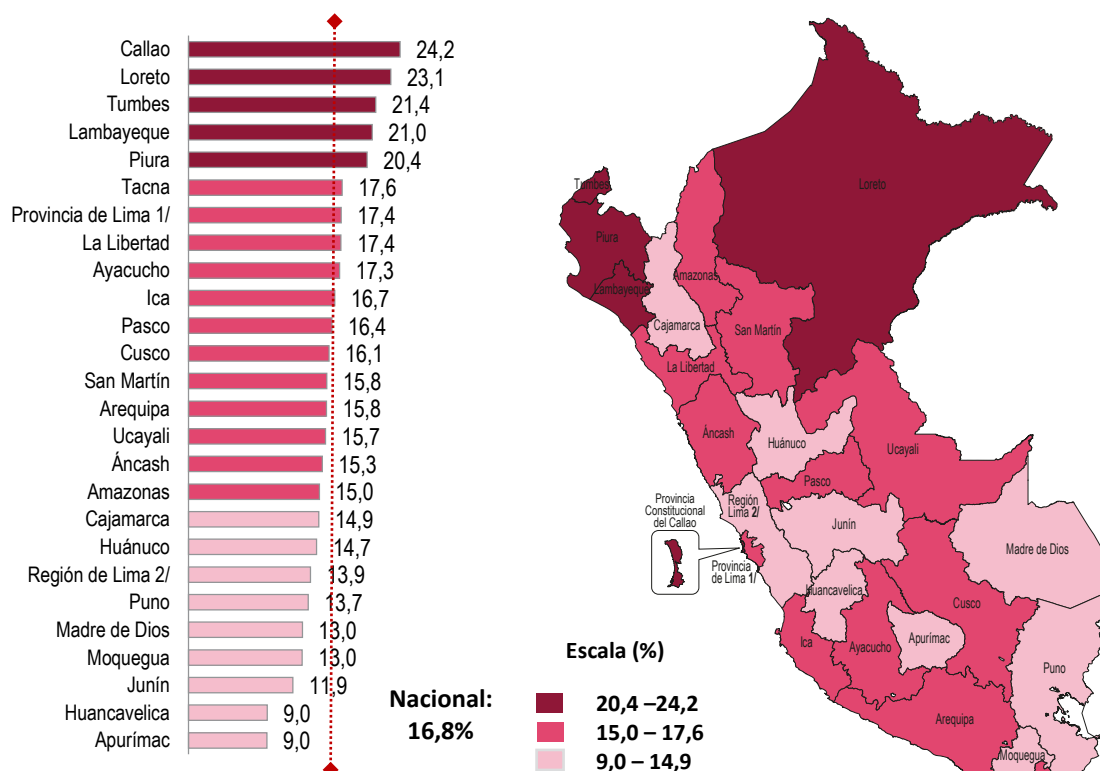 Callao 24,2
Loreto 23,1
Tumbes 21,4
Lambayeque 21,0
Piura 20,4
Tacna 17,6
Provincia de Lima 1/ 17,4
La Libertad 17,4
Ayacucho 17,3
Ica 16,7
Pasco 16,4
Cusco 16,1
San Martín 15,8
Arequipa 15,8
Ucayali 15,7
Áncash 15,3
Amazonas 15,0
Cajamarca 14,9
Huánuco 14,7
Región de Lima 2/ 13,9
Puno 13,7
Madre de Dios 13,0
Moquegua 13,0
Junín 11,9
Huancavelica 9,0
Apurímac 9,0
Nacional:
16,8%
Escala (%)
20,4 –24,2
15,0 – 17,6
9,0 – 14,9
Loreto
Tumbes
Piura
Lambayeque
Amazonas
Cajamarca
San Martín
La Libertad
Áncash
Huánuco
Ucayali
Pasco
Provincia
Constitucional
del Callao
Región
Lima 2/
Junín
Madre de Dios
Provincia
de Lima 1/
Huancavelica
Cusco
Ica
Ayacucho
Apurímac
Puno
Arequipa
Moquegua